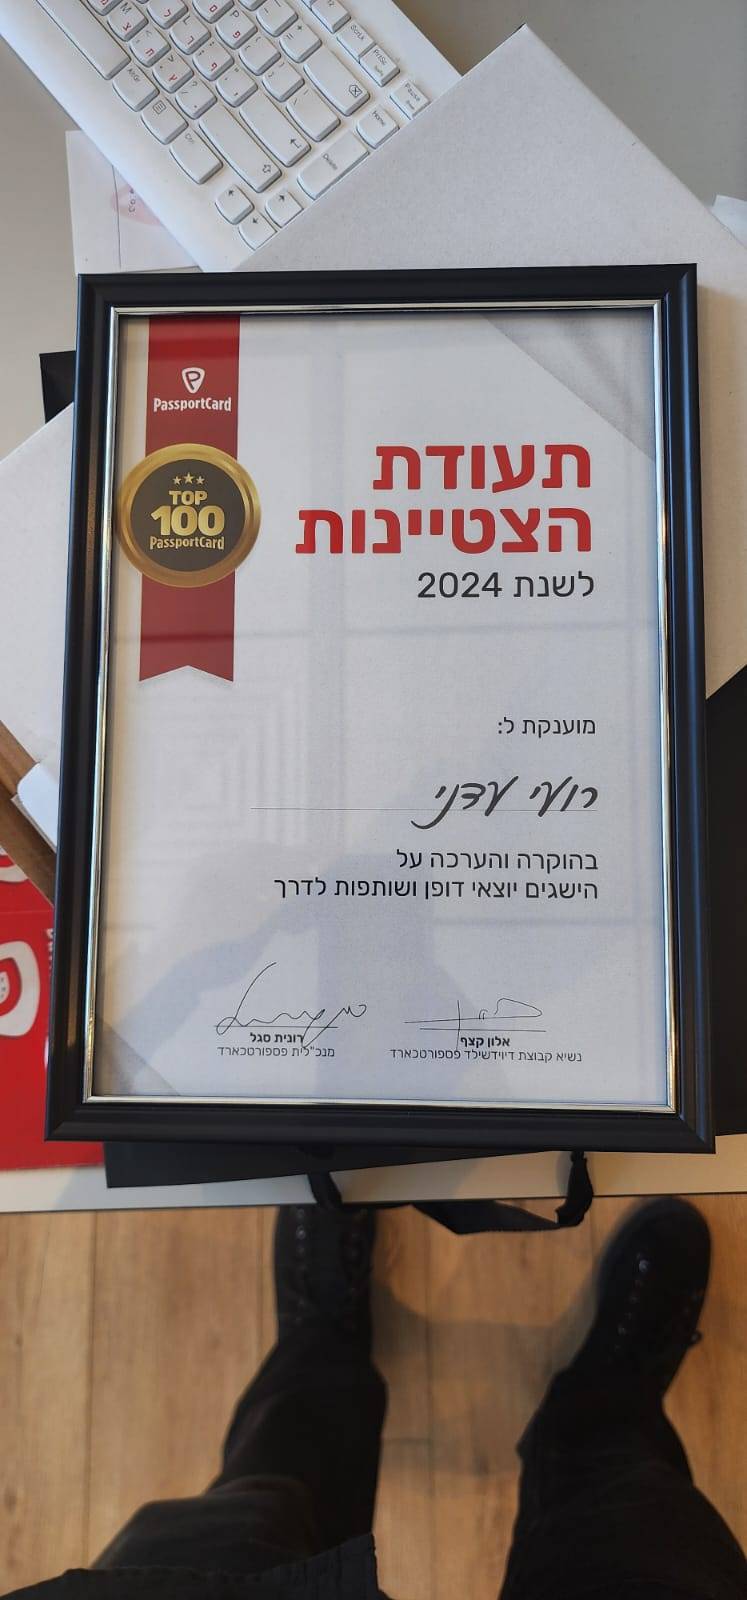 PassportCard
TOP
100
PassportCard
תעודת
הצטיינות
לשנת 2024
מוענקת ל:
רועי עדני
בהוקרה והערכה על
הישגים יוצאי דופן ושותפות לדרך
אלון קצף
נשיא קבוצת דיוידשילד פספורטכארד
רונית סגל
מנכ"לית פספורטכארד